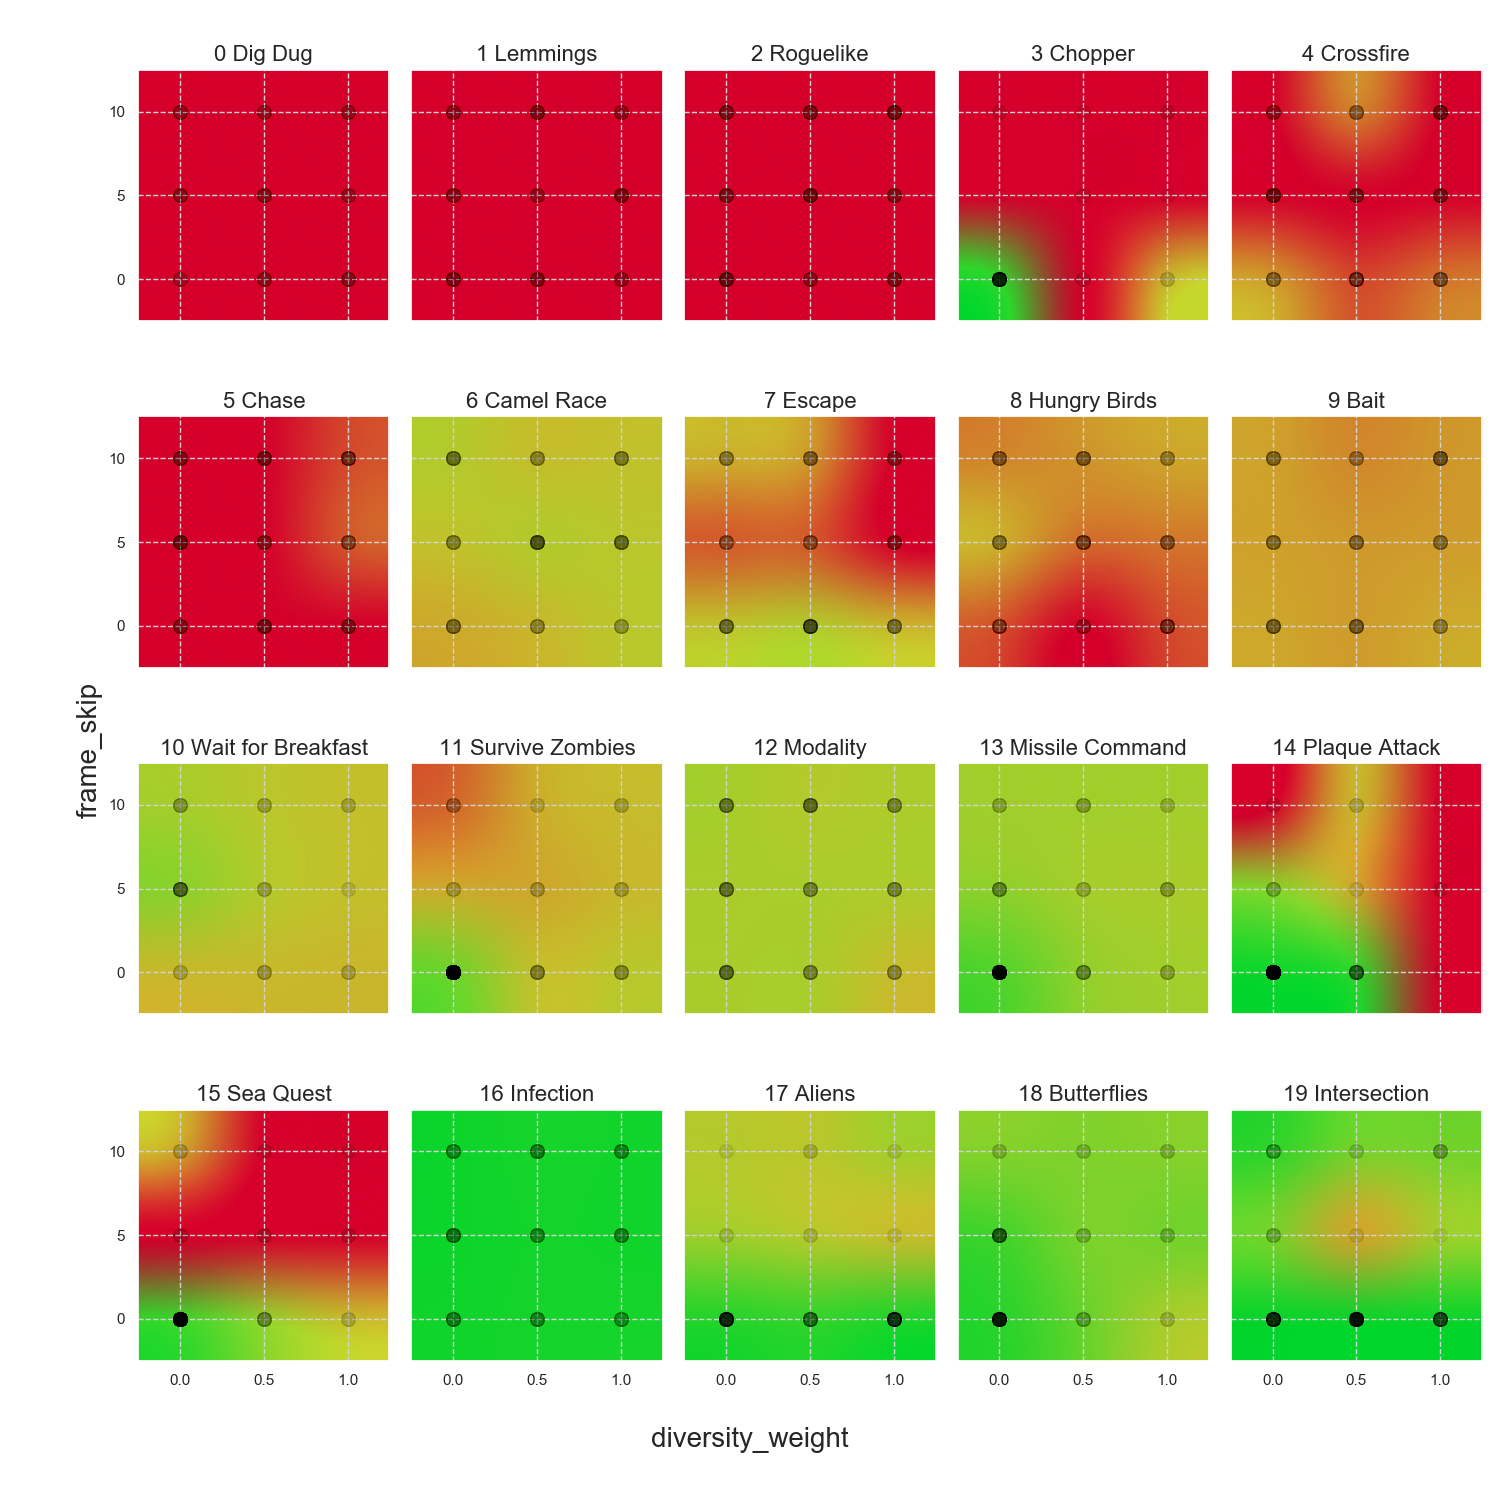 0 Dig Dug
1 Lemmings
2 Roguelike
3 Chopper
4 Crossfire
10
5
0
5 Chase
6 Camel Race
7 Escape
8 Hungry Birds
9 Bait
10
5
0
frame_skip
10 Wait for Breakfast
11 Survive Zombies
12 Modality
13 Missile Command
14 Plaque Attack
10
5
0
15 Sea Quest
16 Infection
17 Aliens
18 Butterflies
19 Intersection
10
5
0
0.0 0.5 1.0 0.0 0.5 1.0 0.0 0.5 1.0 0.0 0.5 1.0 0.0 0.5 1.0
diversity_weight